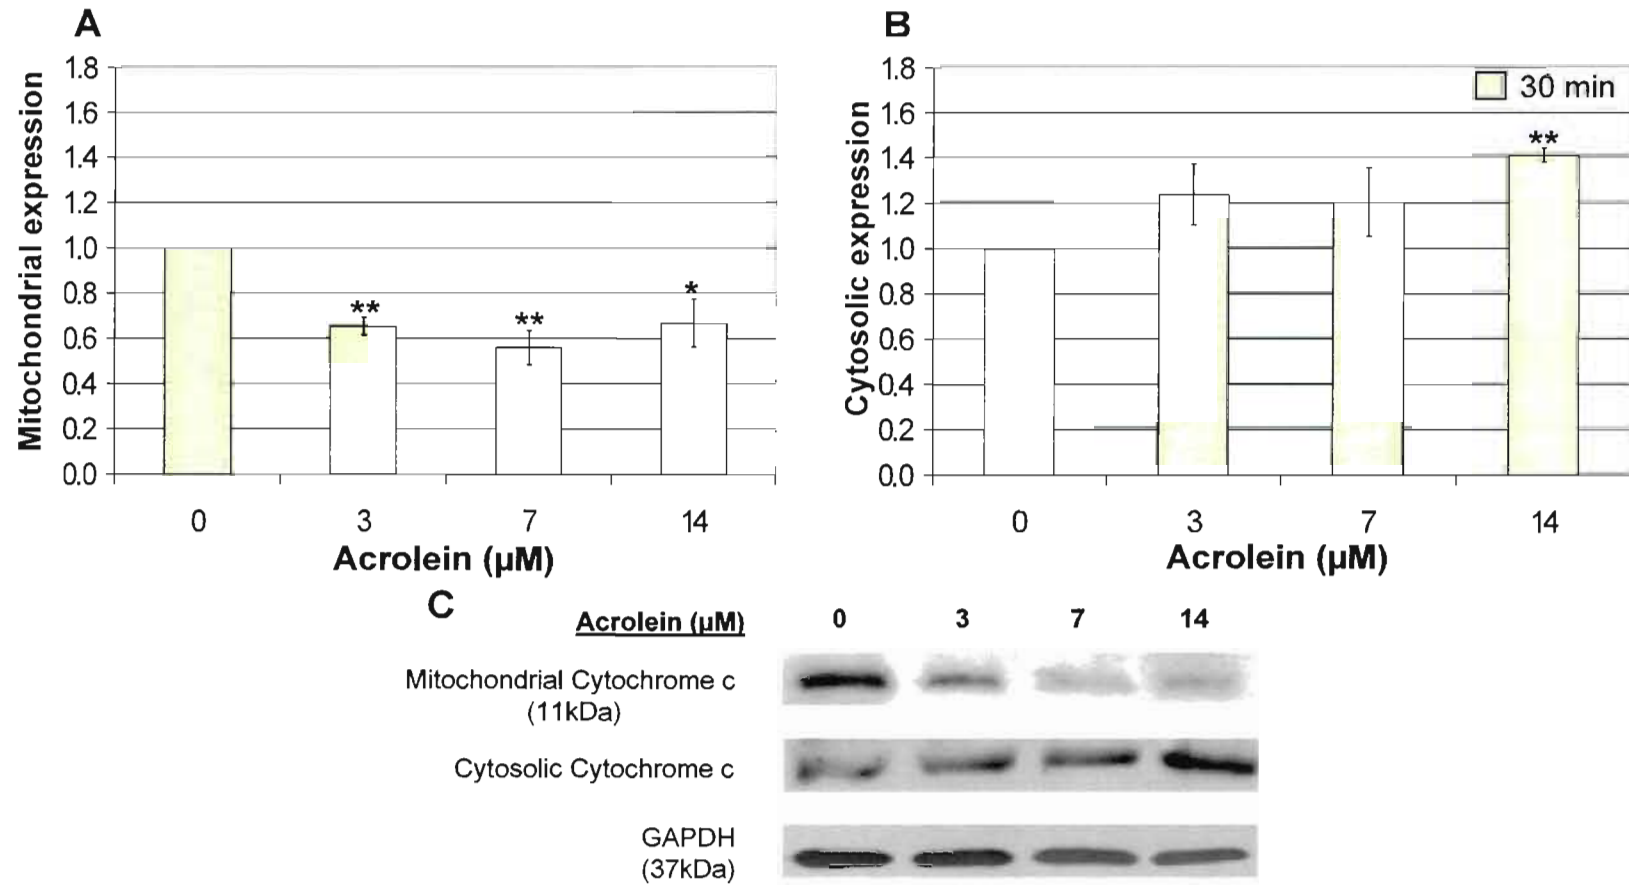 A
Mitochondrial expression
1.8
1.6
1.4
1.2
1.0
0.8
0.6
0.4
0.2
0.0
**
**
*
0 3 7 14
Acrolein (µM)
B
Cytosolic expression
1.8
1.6
1.4
1.2
1.0
0.8
0.6
0.4
0.2
0.0
30 min
**
0 3 7 14
Acrolein (µM)
C
Acrolein (µM) 0 3 7 14
Mitochondrial Cytochrome c
(11kDa)
Cytosolic Cytochrome c
GAPDH
(37kDa)